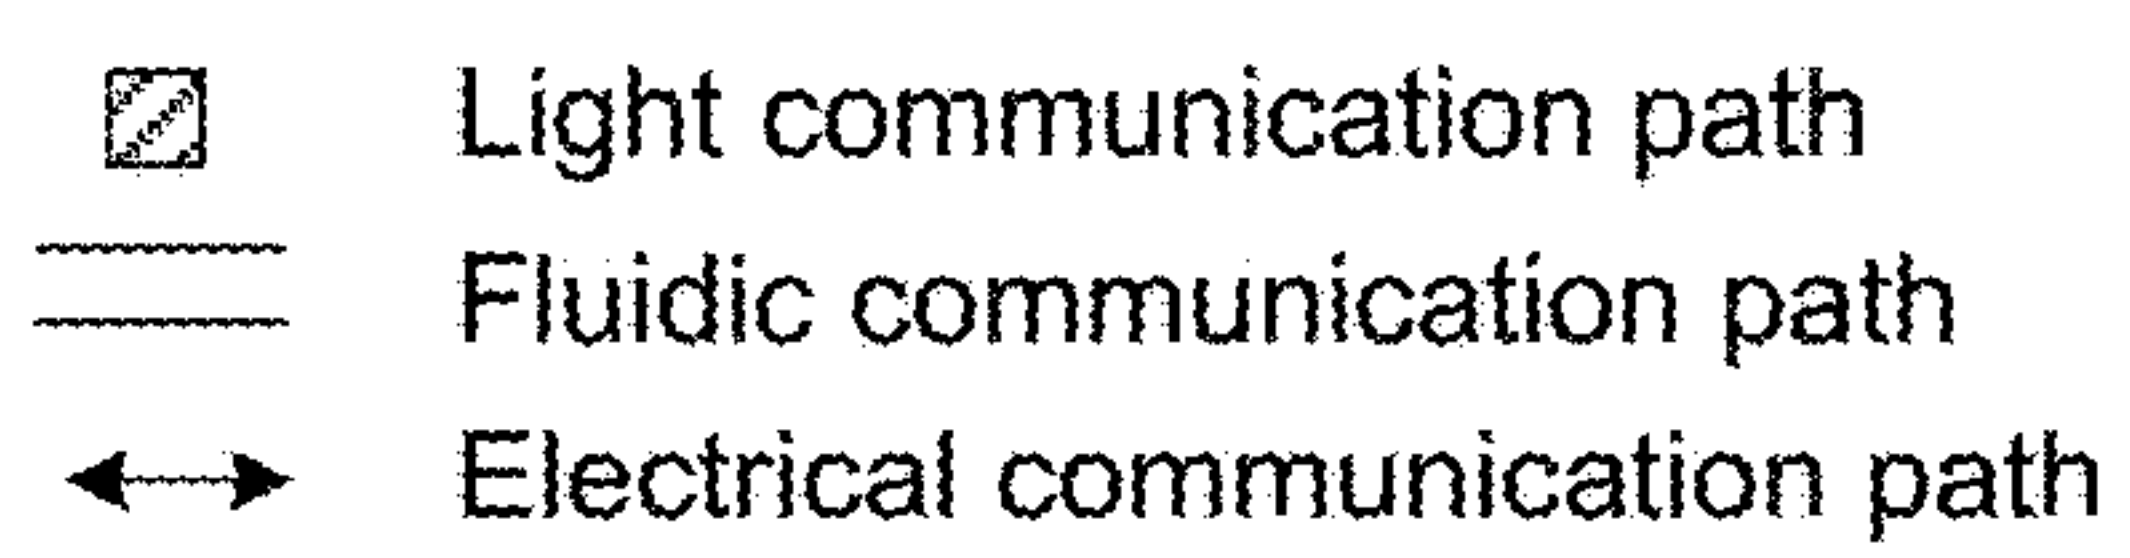 Light communication path
Fluidic communication path
Electrical communication path